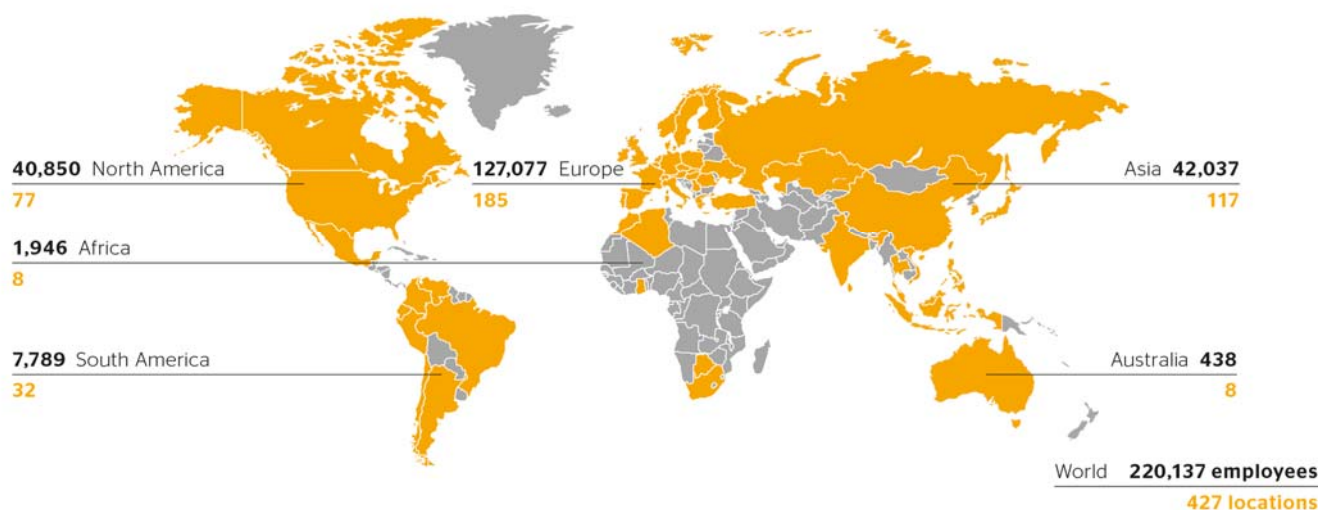 40,850 North America
77
127,077 Europe
185
Asia 42,037
117
1,946 Africa
8
7,789 South America
32
Australia 438
8
World 220,137 employees
427 locations